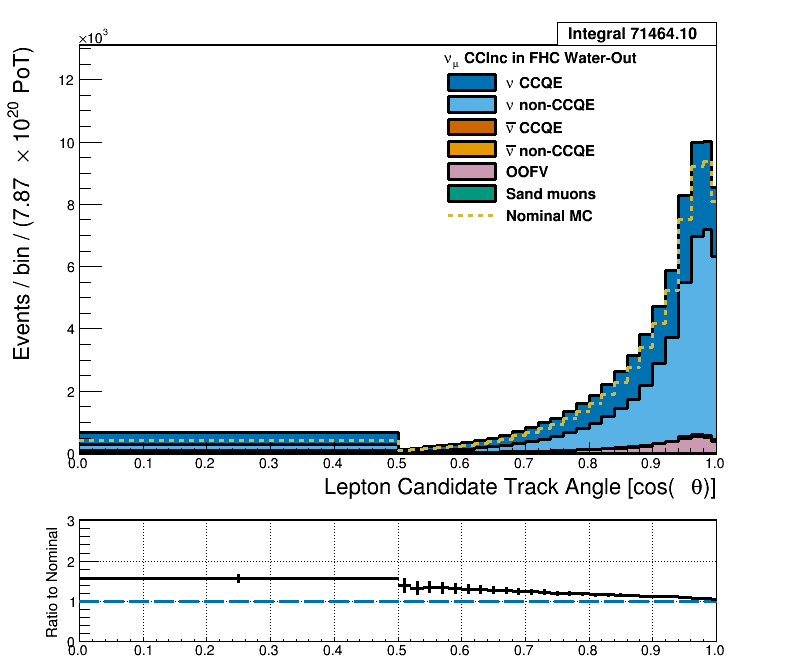 Integral 71464.10
×10³
ν_μ CCInc in FHC Water-Out
ν CCQE
ν non-CCQE
ν̅ CCQE
ν̅ non-CCQE
OOFV
Sand muons
Nominal MC
Events / bin / (7.87 × 10²⁰ PoT)
12
10
8
6
4
2
0
0.0 0.1 0.2 0.3 0.4 0.5 0.6 0.7 0.8 0.9 1.0
Lepton Candidate Track Angle [cos( θ)]
Ratio to Nominal
3
2
1
0
0.0 0.1 0.2 0.3 0.4 0.5 0.6 0.7 0.8 0.9 1.0